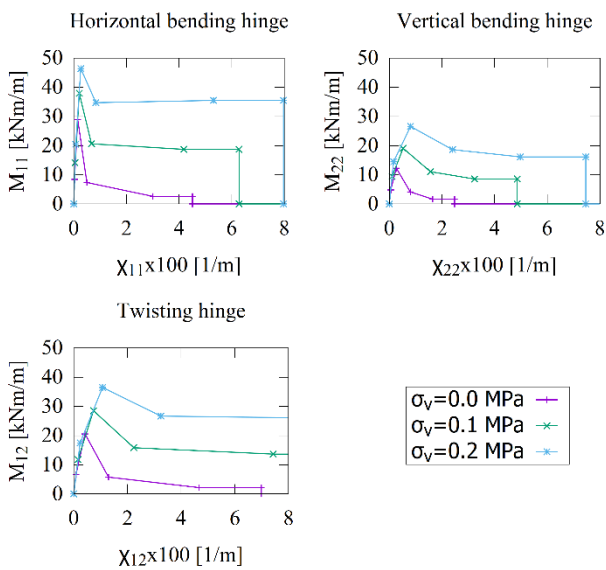 Horizontal bending hinge
M11 [kNm/m]
50
40
30
20
10
0
0 2 4 6 8
χ11x100 [1/m]
Vertical bending hinge
M22 [kNm/m]
50
40
30
20
10
0
0 2 4 6 8
χ22x100 [1/m]
Twisting hinge
M12 [kNm/m]
50
40
30
20
10
0
0 2 4 6 8
χ12x100 [1/m]
σv=0.0 MPa
σv=0.1 MPa
σv=0.2 MPa